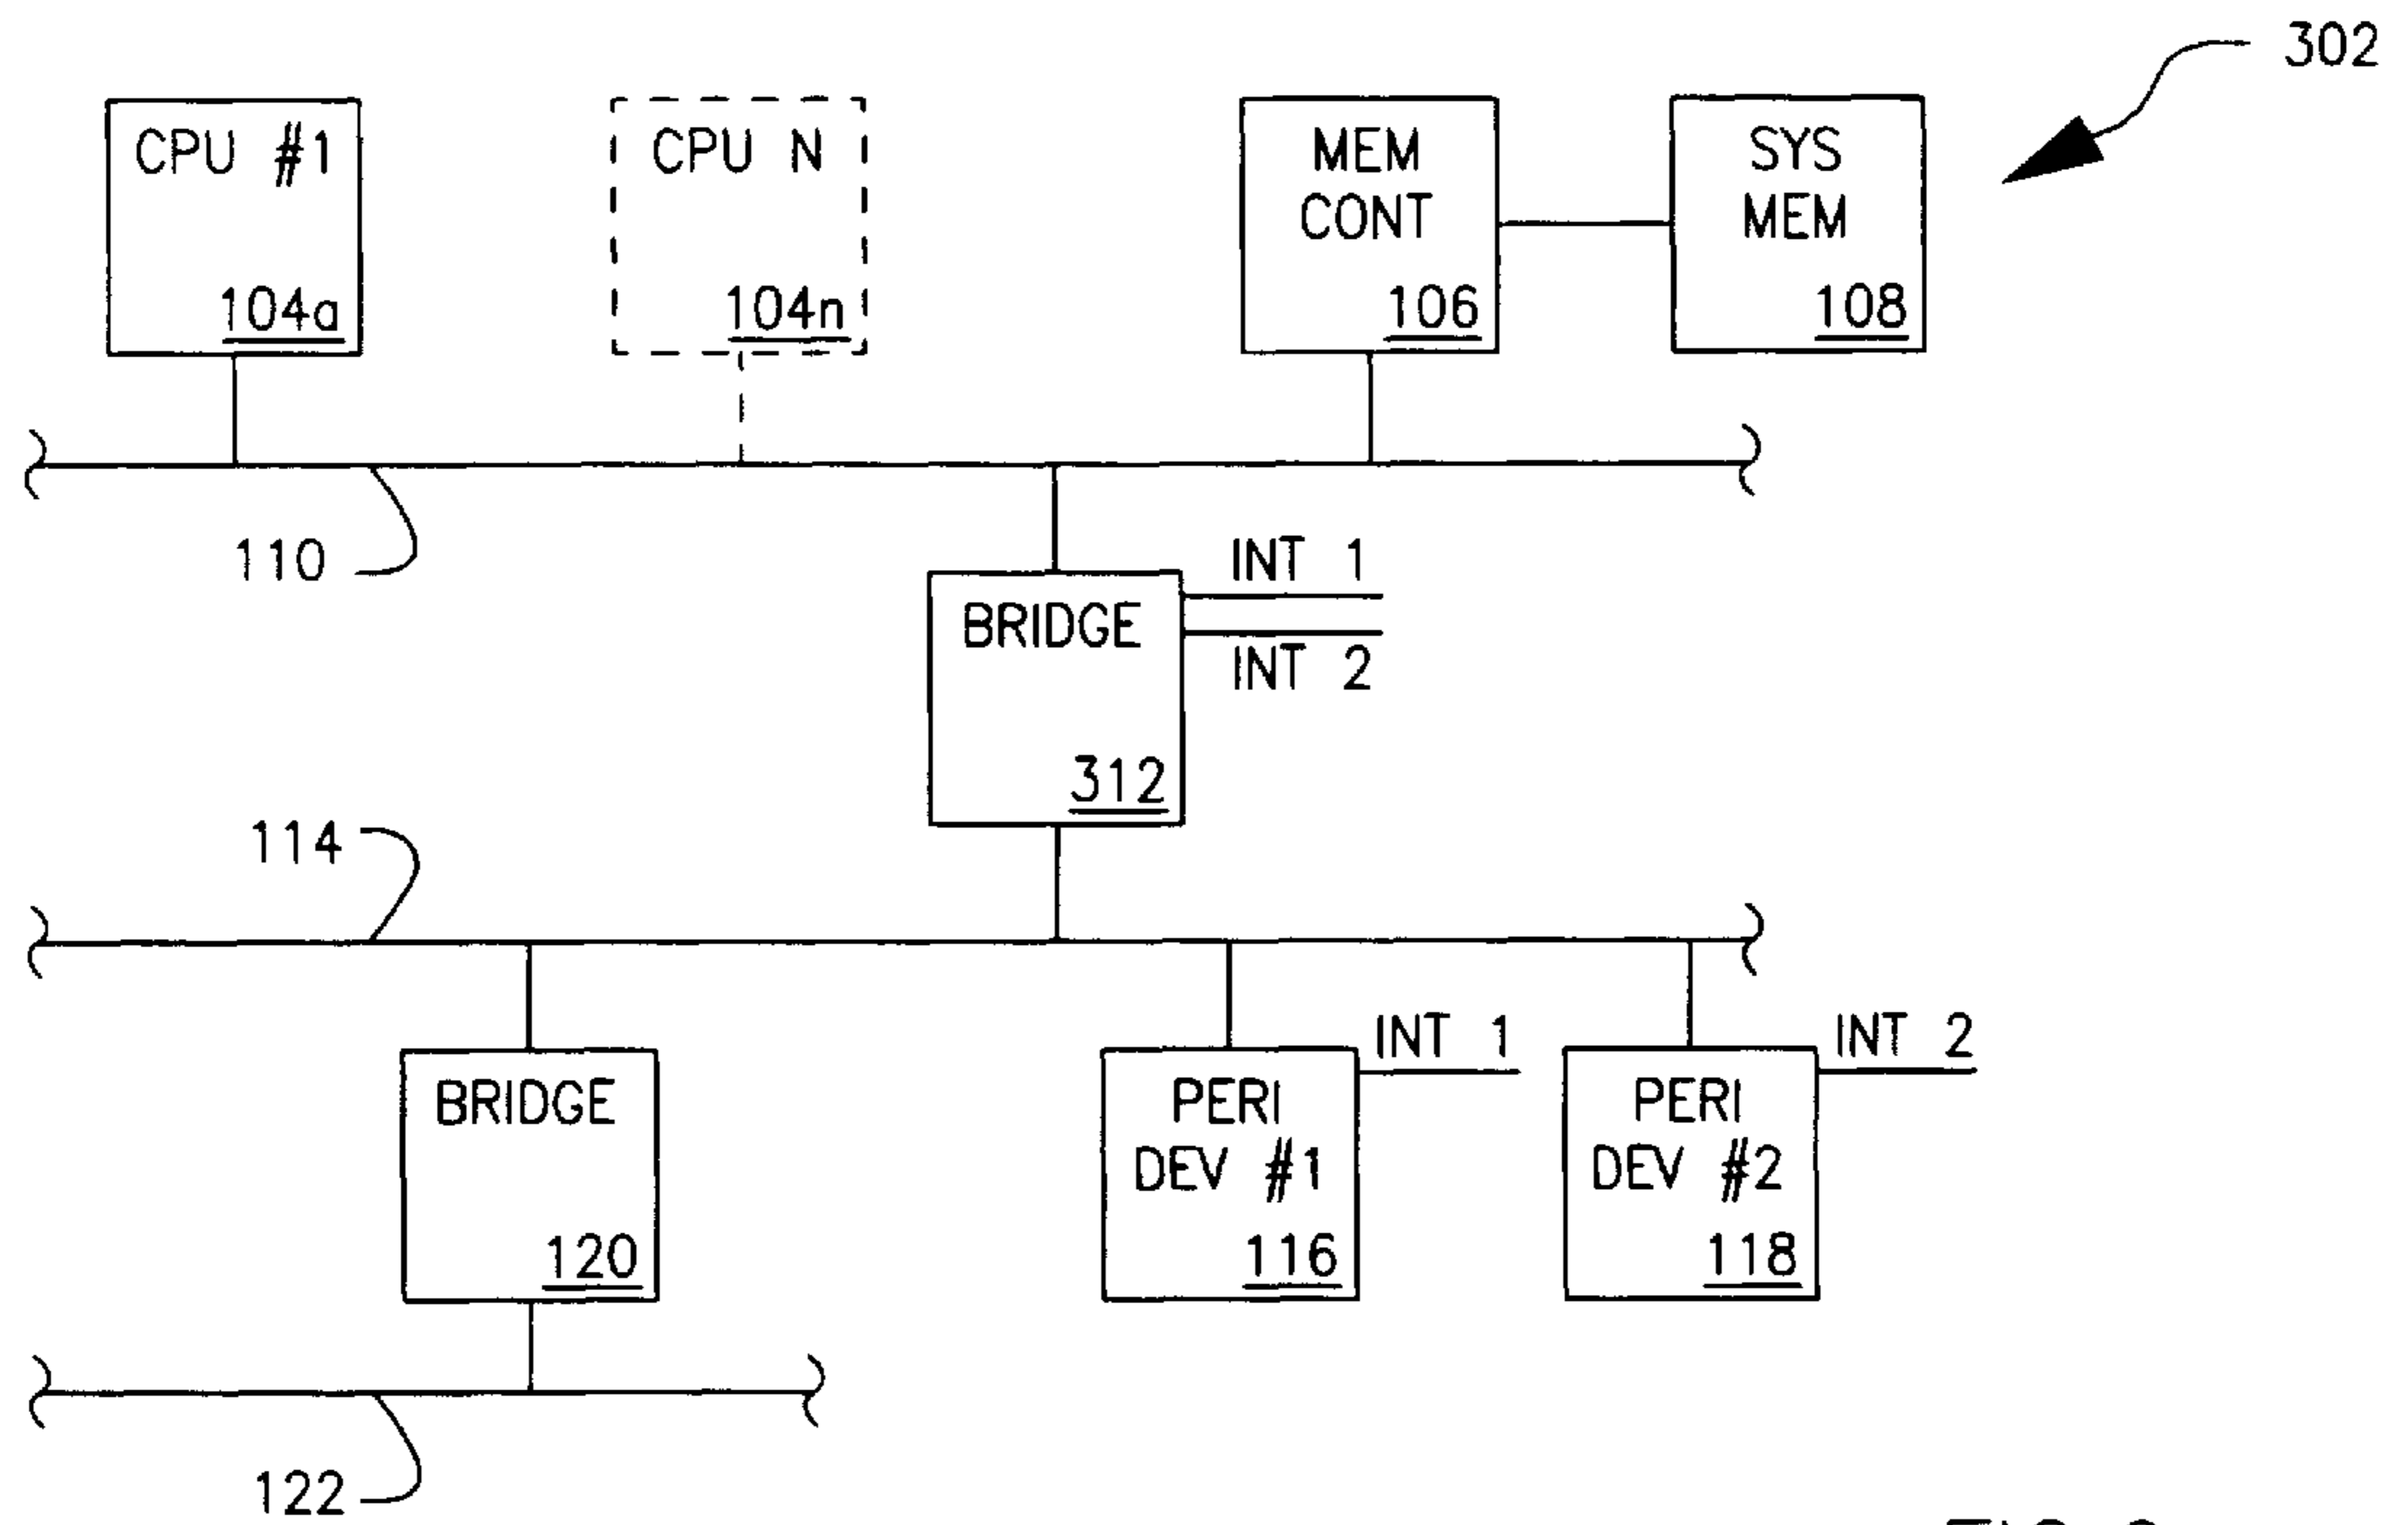 302
CPU #1
104a
CPU N
104n
MEM
CONT
106
SYS
MEM
108
110
INT 1
BRIDGE
INT 2
312
114
BRIDGE
120
PERI
DEV #1
116
INT 1
PERI
DEV #2
118
INT 2
122